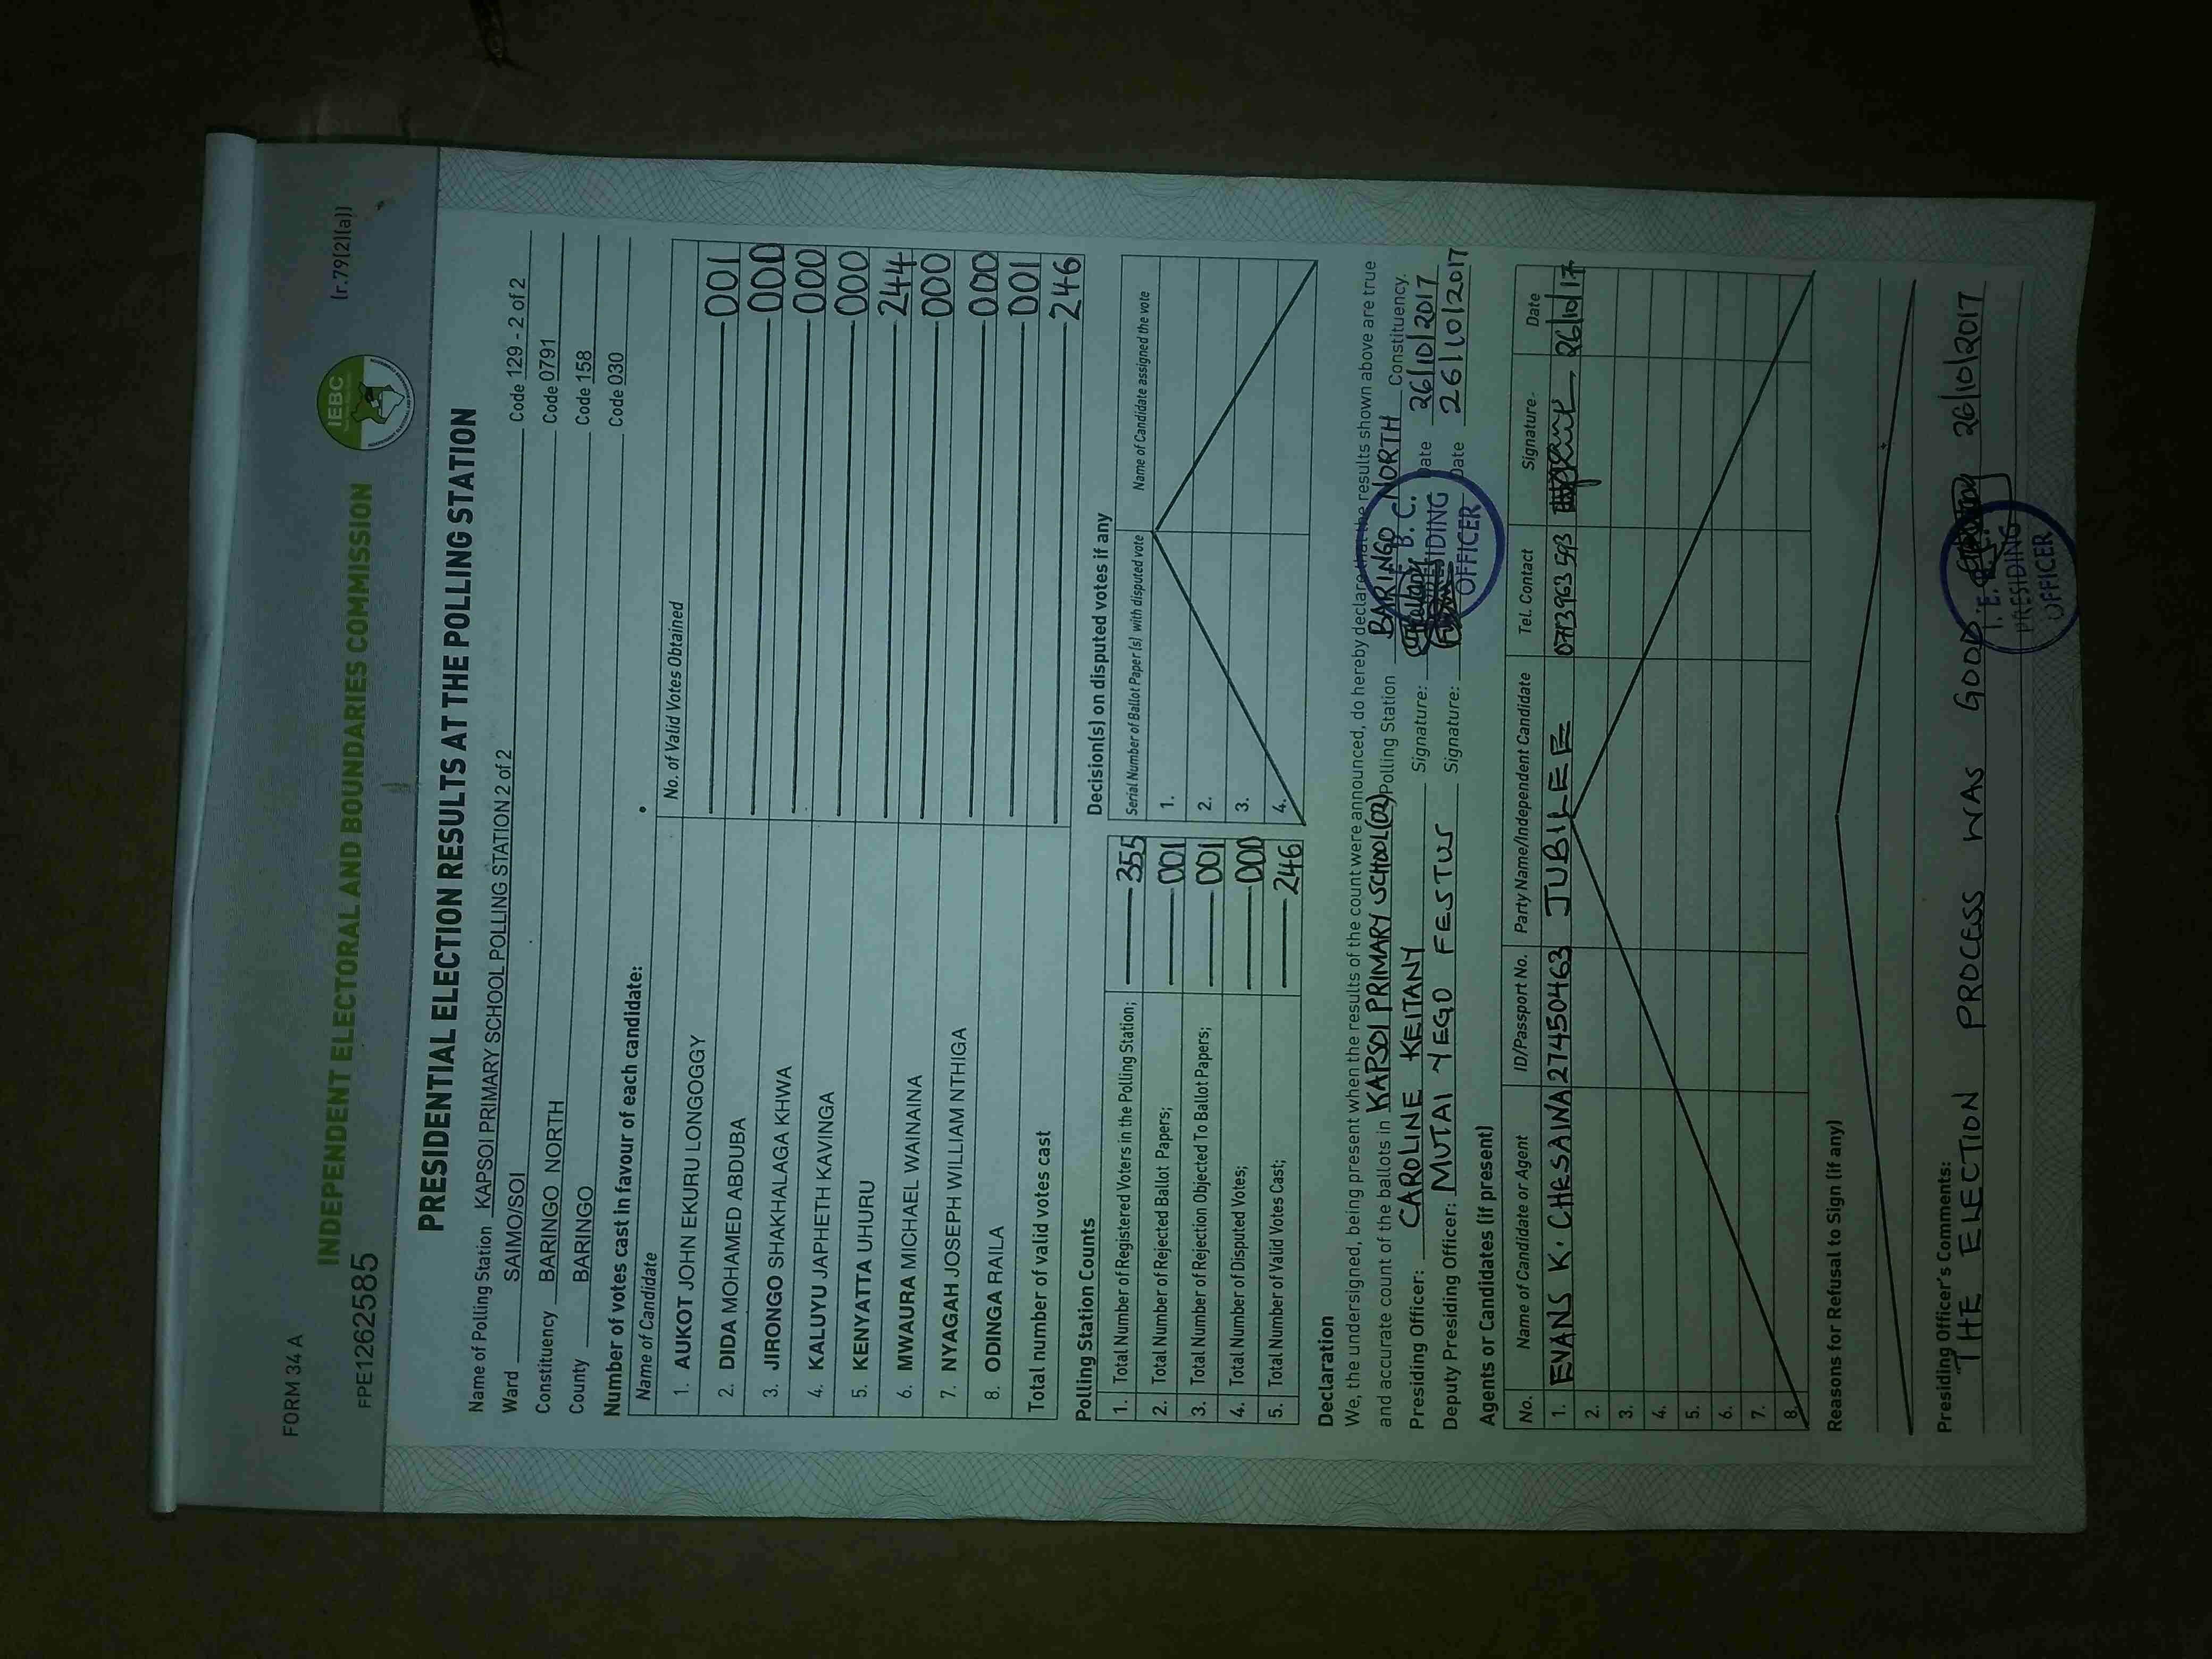 FORM 34 A
(r.79(2)(a))
IEBC
INDEPENDENT ELECTORAL AND BOUNDARIES COMMISSION
FPE1262585
PRESIDENTIAL ELECTION RESULTS AT THE POLLING STATION
Name of Polling Station KAPSOI PRIMARY SCHOOL POLLING STATION 2 of 2 Code 129 - 2 of 2
Ward SAIMO/SOI Code 0791
Constituency BARINGO NORTH Code 158
County BARINGO Code 030
Number of votes cast in favour of each candidate:
Name of Candidate No. of Valid Votes Obtained
1. AUKOT JOHN EKURU LONGOGGY 001
2. DIDA MOHAMED ABDUBA 000
3. JIRONGO SHAKHALAGA KHWA 000
4. KALUYU JAPHETH KAVINGA 000
5. KENYATTA UHURU 244
6. MWAURA MICHAEL WAINAINA 000
7. NYAGAH JOSEPH WILLIAM NTHIGA 000
8. ODINGA RAILA 001
Total number of valid votes cast 246
Polling Station Counts
1. Total Number of Registered Voters in the Polling Station; 355
2. Total Number of Rejected Ballot Papers; 001
3. Total Number of Rejection Objected To Ballot Papers; 001
4. Total Number of Disputed Votes; 000
5. Total Number of Valid Votes Cast; 246
Decision(s) on disputed votes if any
Serial Number of Ballot Paper (s) with disputed vote Name of Candidate assigned the vote
1.
2.
3.
4.
Declaration
We, the undersigned, being present when the results of the count were announced, do hereby declare that the results shown above are true
and accurate count of the ballots in KAPSOI PRIMARY SCHOOL(02) Polling Station BARINGO NORTH Constituency.
Presiding Officer: CAROLINE KEITANY Signature: Date 26/10/2017
Deputy Presiding Officer: MUTAI YEGO FESTUS Signature: Date 26/10/2017
B. C.
PRESIDING
OFFICER
Agents or Candidates (if present)
No. Name of Candidate or Agent ID/Passport No. Party Name/Independent Candidate Tel. Contact Signature Date
1. EVANS K. CHESAINA 27450463 JUBILEE 0713963593 26/10/17
2.
3.
4.
5.
6.
7.
8.
Reasons for Refusal to Sign (if any)
Presiding Officer's Comments:
THE ELECTION PROCESS WAS GOOD 26/10/2017
I. E.
PRESIDING
OFFICER